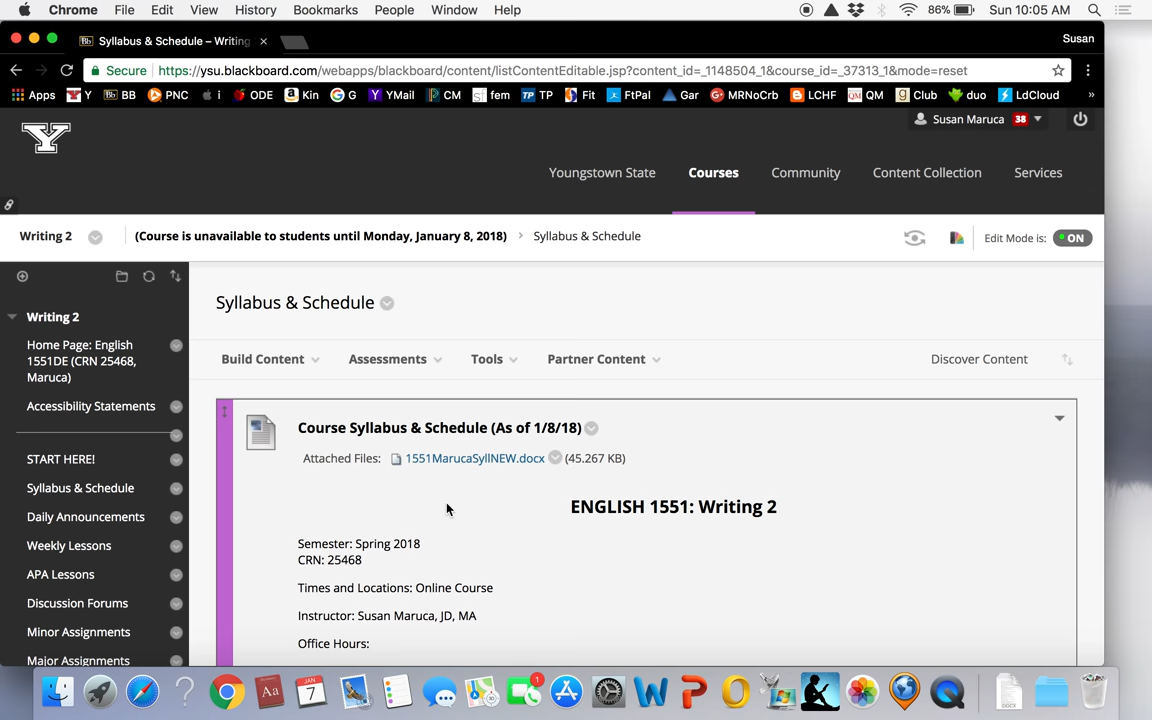 Chrome File Edit View History Bookmarks People Window Help 86% Sun 10:05 AM
Bb Syllabus & Schedule – Writing × Susan
Secure https://ysu.blackboard.com/webapps/blackboard/content/listContentEditable.jsp?content_id=_1148504_1&course_id=_37313_1&mode=reset
Apps Y BB PNC i ODE Kin G YMail CM fem TP Fit FtPal Gar MRNoCrb LCHF QM Club duo LdCloud »
Susan Maruca 38
Y
Youngstown State Courses Community Content Collection Services
Writing 2 (Course is unavailable to students until Monday, January 8, 2018) > Syllabus & Schedule Edit Mode is: ON
Syllabus & Schedule
Build Content Assessments Tools Partner Content Discover Content
Writing 2
Home Page: English
1551DE (CRN 25468,
Maruca)
Accessibility Statements
START HERE!
Syllabus & Schedule
Daily Announcements
Weekly Lessons
APA Lessons
Discussion Forums
Minor Assignments
Major Assignments
Course Syllabus & Schedule (As of 1/8/18)
Attached Files: 1551MarucaSyllNEW.docx (45.267 KB)
ENGLISH 1551: Writing 2
Semester: Spring 2018
CRN: 25468
Times and Locations: Online Course
Instructor: Susan Maruca, JD, MA
Office Hours: